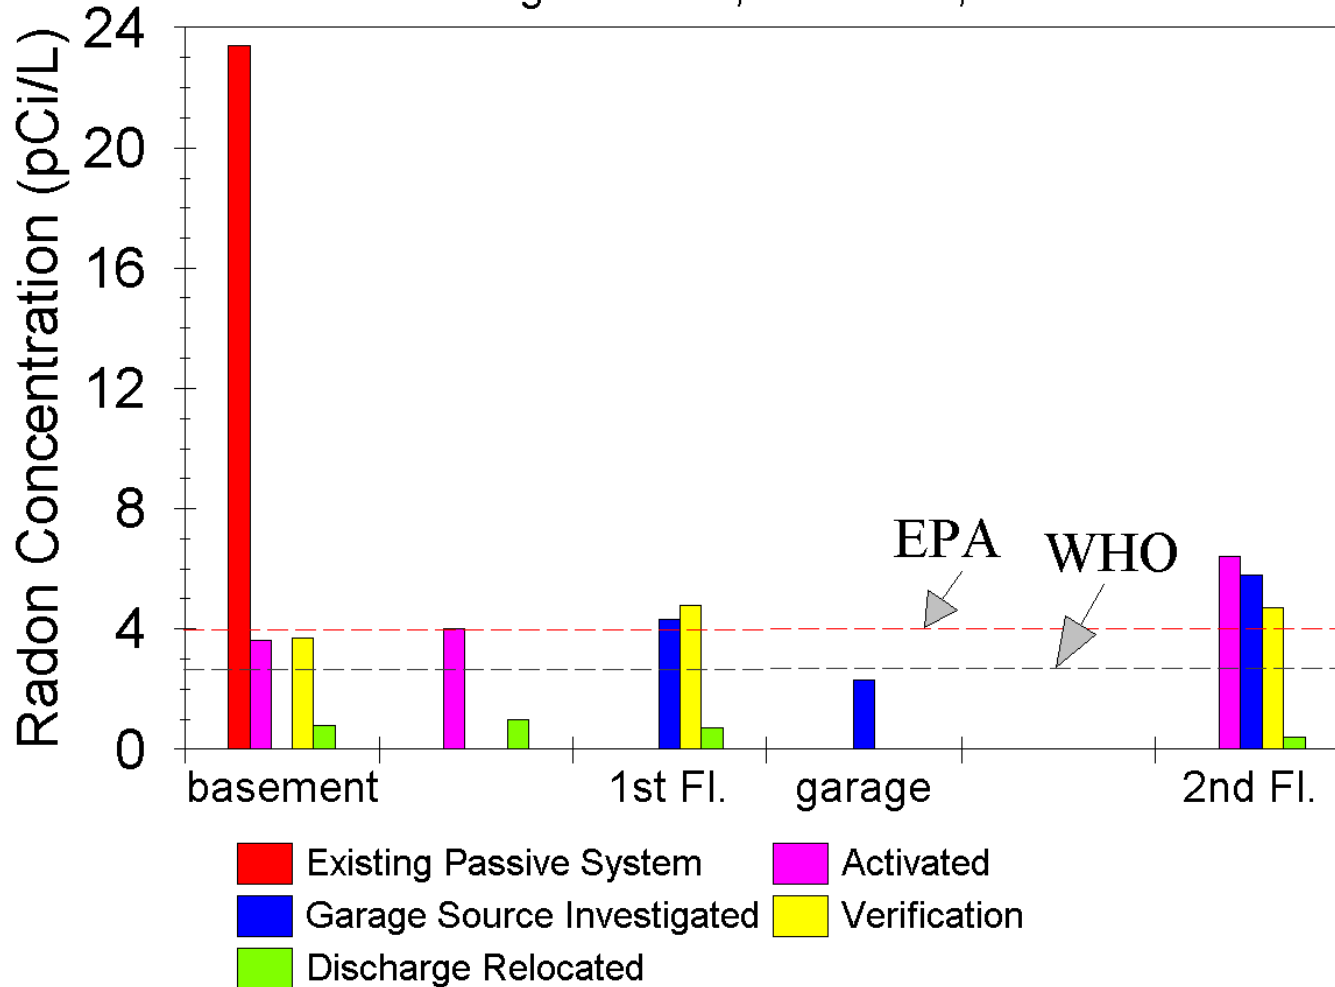 Radon Concentration (pCi/L)
24
20
16
12
8
4
0
EPA
WHO
basement
1st Fl.
garage
2nd Fl.
Existing Passive System
Activated
Garage Source Investigated
Verification
Discharge Relocated